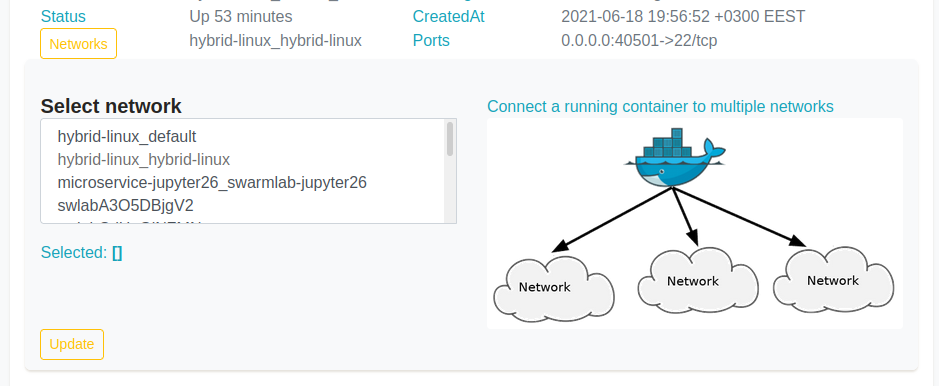 Status Up 53 minutes CreatedAt 2021-06-18 19:56:52 +0300 EEST
Networks hybrid-linux_hybrid-linux Ports 0.0.0.0:40501->22/tcp
Select network
Connect a running container to multiple networks
hybrid-linux_default
hybrid-linux_hybrid-linux
microservice-jupyter26_swarmlab-jupyter26
swlabA3O5DBjgV2
Selected: []
Network
Network
Network
Update